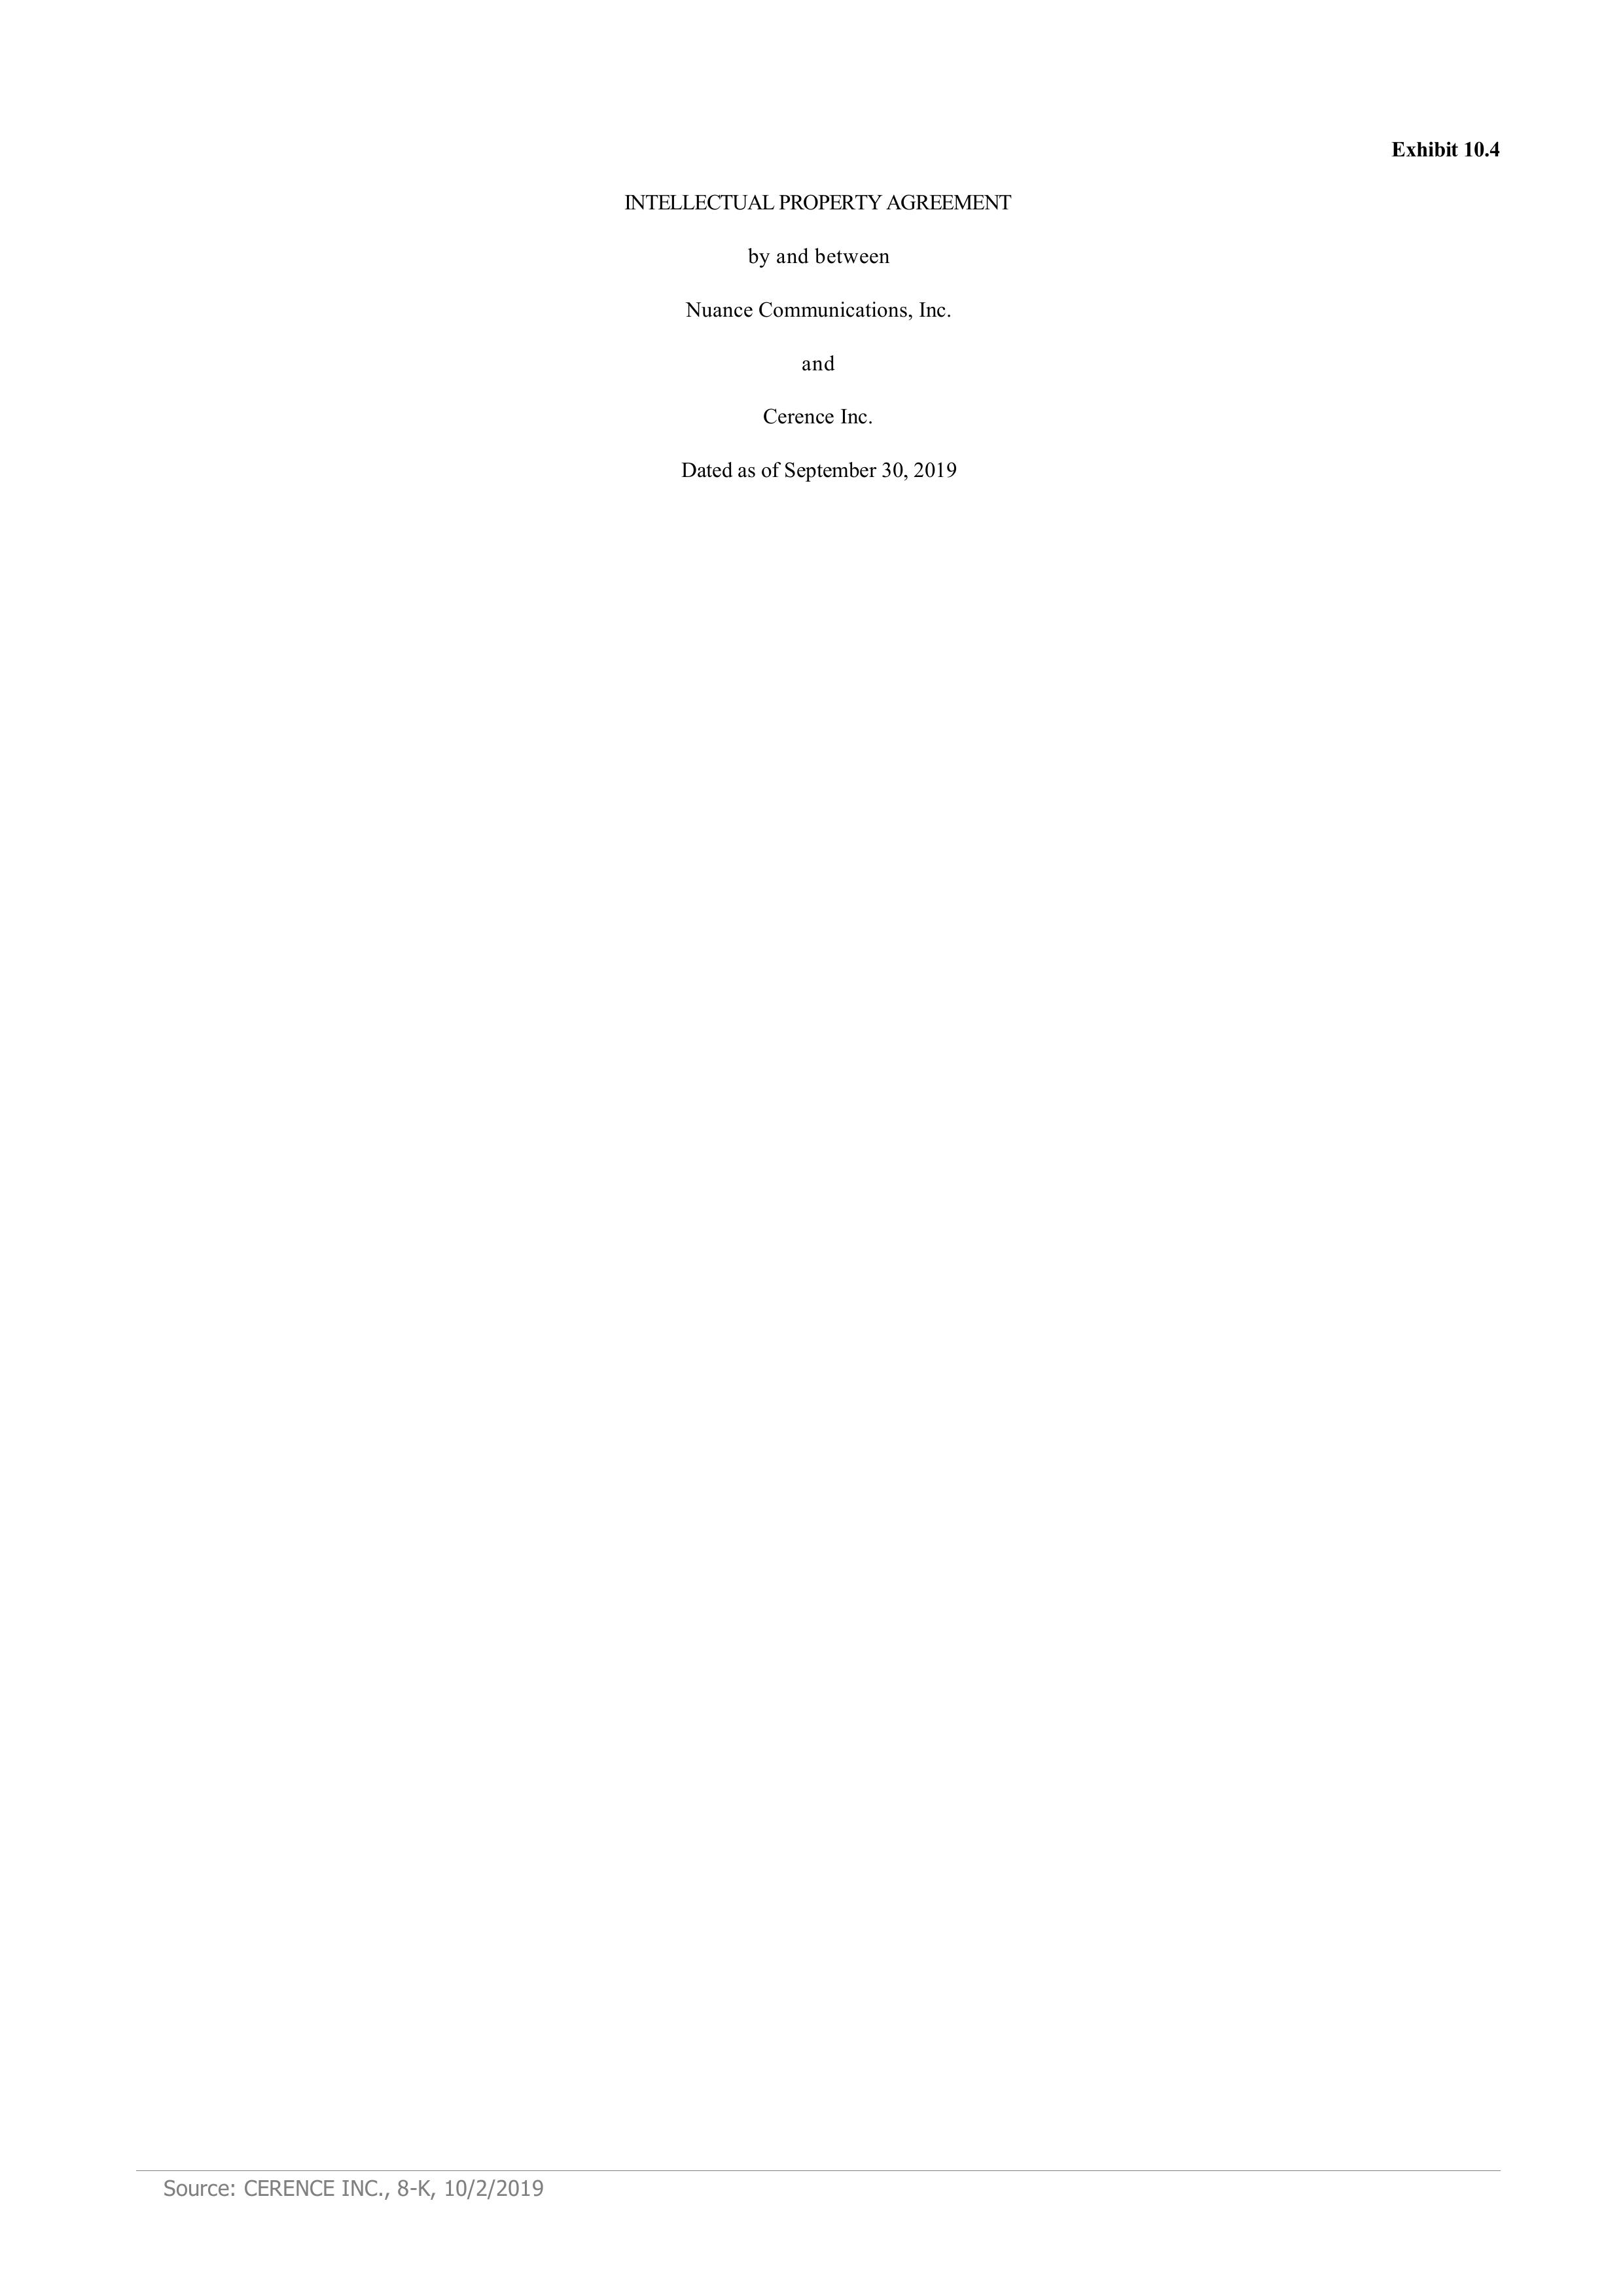 Exhibit 10.4
INTELLECTUAL PROPERTY AGREEMENT
by and between
Nuance Communications, Inc.
and
Cerence Inc.
Dated as of September 30, 2019
Source: CERENCE INC., 8-K, 10/2/2019